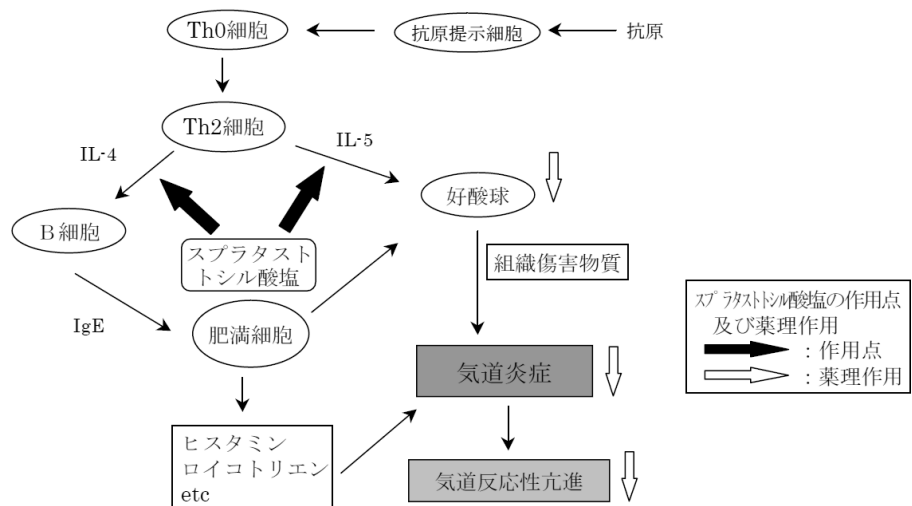 Th0細胞
抗原提示細胞
抗原
Th2細胞
IL-4
IL-5
好酸球
B細胞
スプラタスト
トシル酸塩
組織傷害物質
IgE
肥満細胞
気道炎症
ヒスタミン
ロイコトリエン
etc
気道反応性亢進
スプラタストトシル酸塩の作用点
及び薬理作用
：作用点
：薬理作用